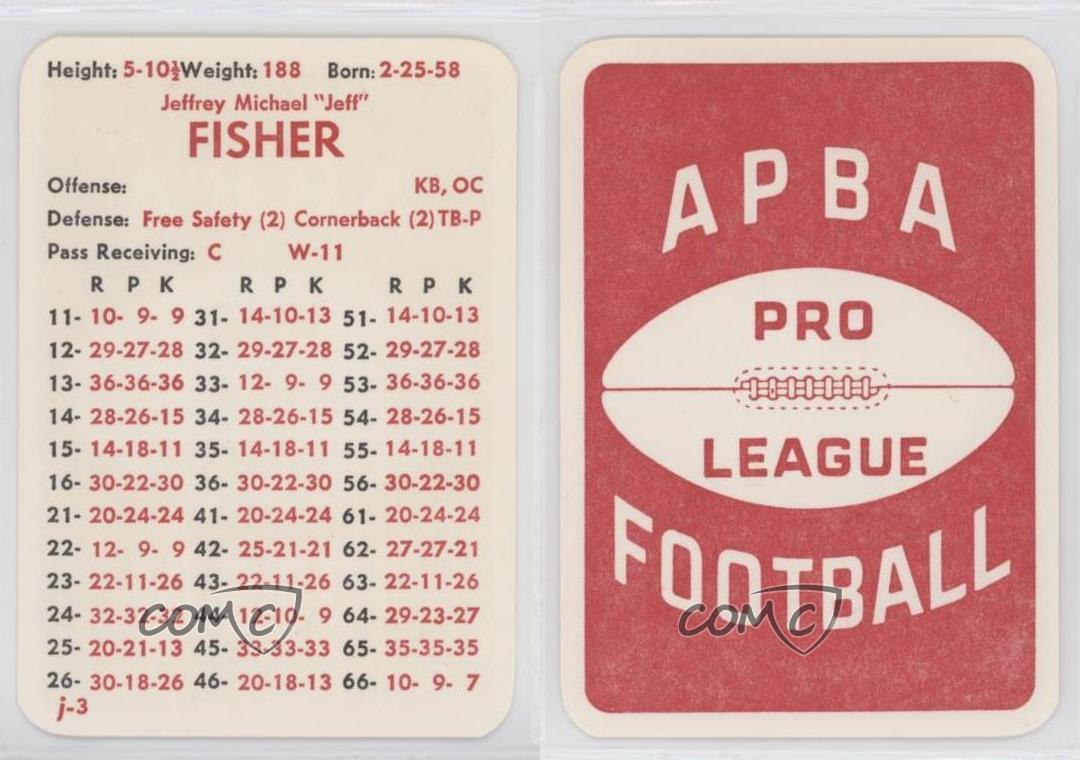 Height: 5-10½ Weight: 188 Born: 2-25-58
Jeffrey Michael "Jeff"
FISHER
Offense: KB, OC
Defense: Free Safety (2) Cornerback (2) TB-P
Pass Receiving: C W-11
R P K R P K R P K
11- 10- 9- 9 31- 14-10-13 51- 14-10-13
12- 29-27-28 32- 29-27-28 52- 29-27-28
13- 36-36-36 33- 12- 9- 9 53- 36-36-36
14- 28-26-15 34- 28-26-15 54- 28-26-15
15- 14-18-11 35- 14-18-11 55- 14-18-11
16- 30-22-30 36- 30-22-30 56- 30-22-30
21- 20-24-24 41- 20-24-24 61- 20-24-24
22- 12- 9- 9 42- 25-21-21 62- 27-27-21
23- 22-11-26 43- 22-11-26 63- 22-11-26
24- 32-32-32 44- 12-10- 9 64- 29-23-27
25- 20-21-13 45- 33-33-33 65- 35-35-35
26- 30-18-26 46- 20-18-13 66- 10- 9- 7
j-3
COMC
APBA
PRO
LEAGUE
FOOTBALL
COMC